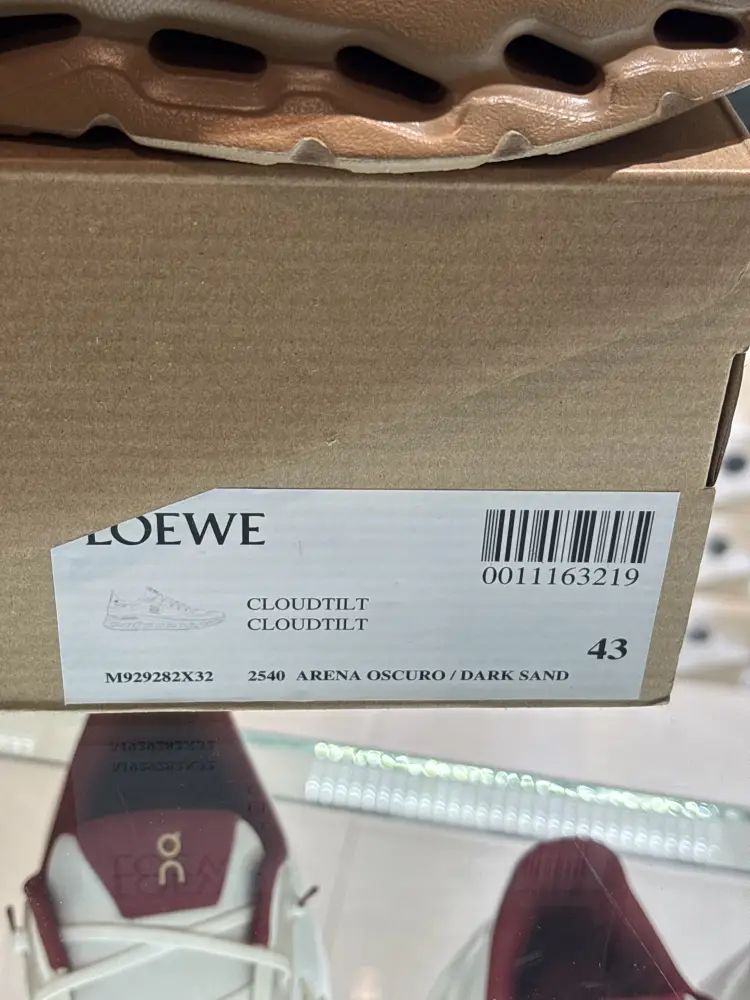 LOEWE
0011163219
CLOUDTILT
CLOUDTILT
43
M929282X32 2540 ARENA OSCURO / DARK SAND